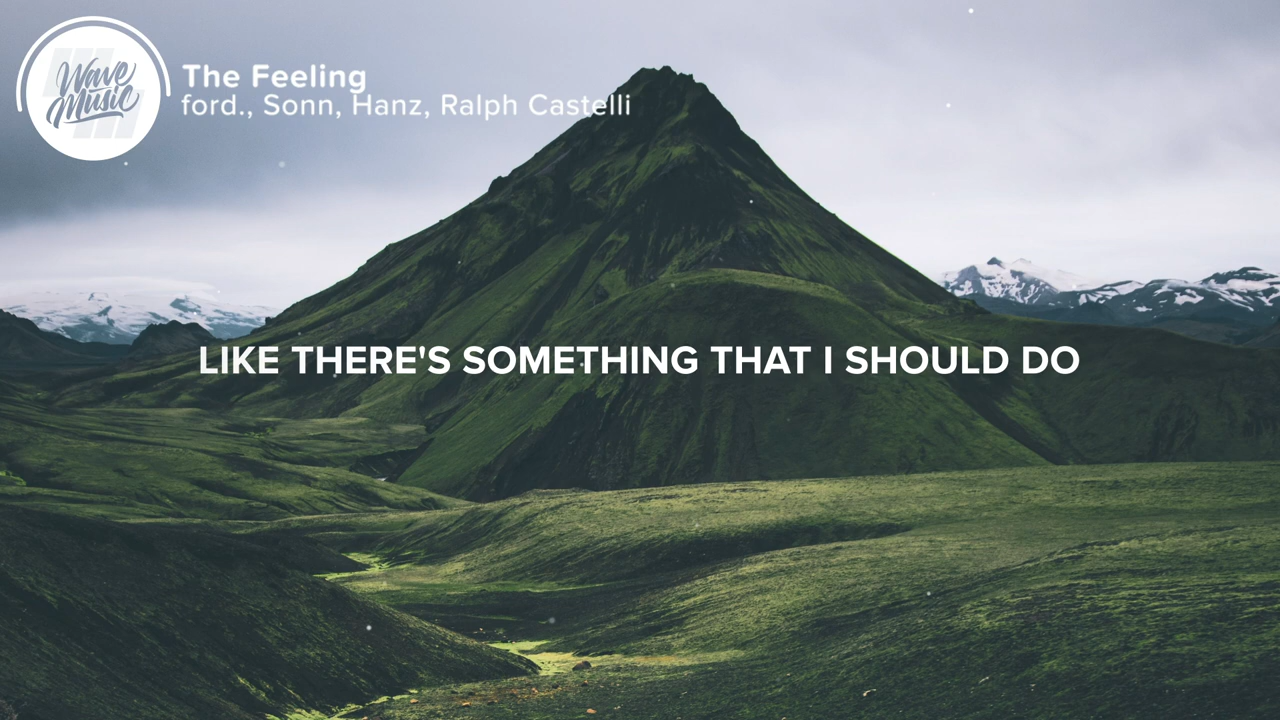 Wave
Music
The Feeling
ford., Sonn, Hanz, Ralph Castelli
LIKE THERE'S SOMETHING THAT I SHOULD DO